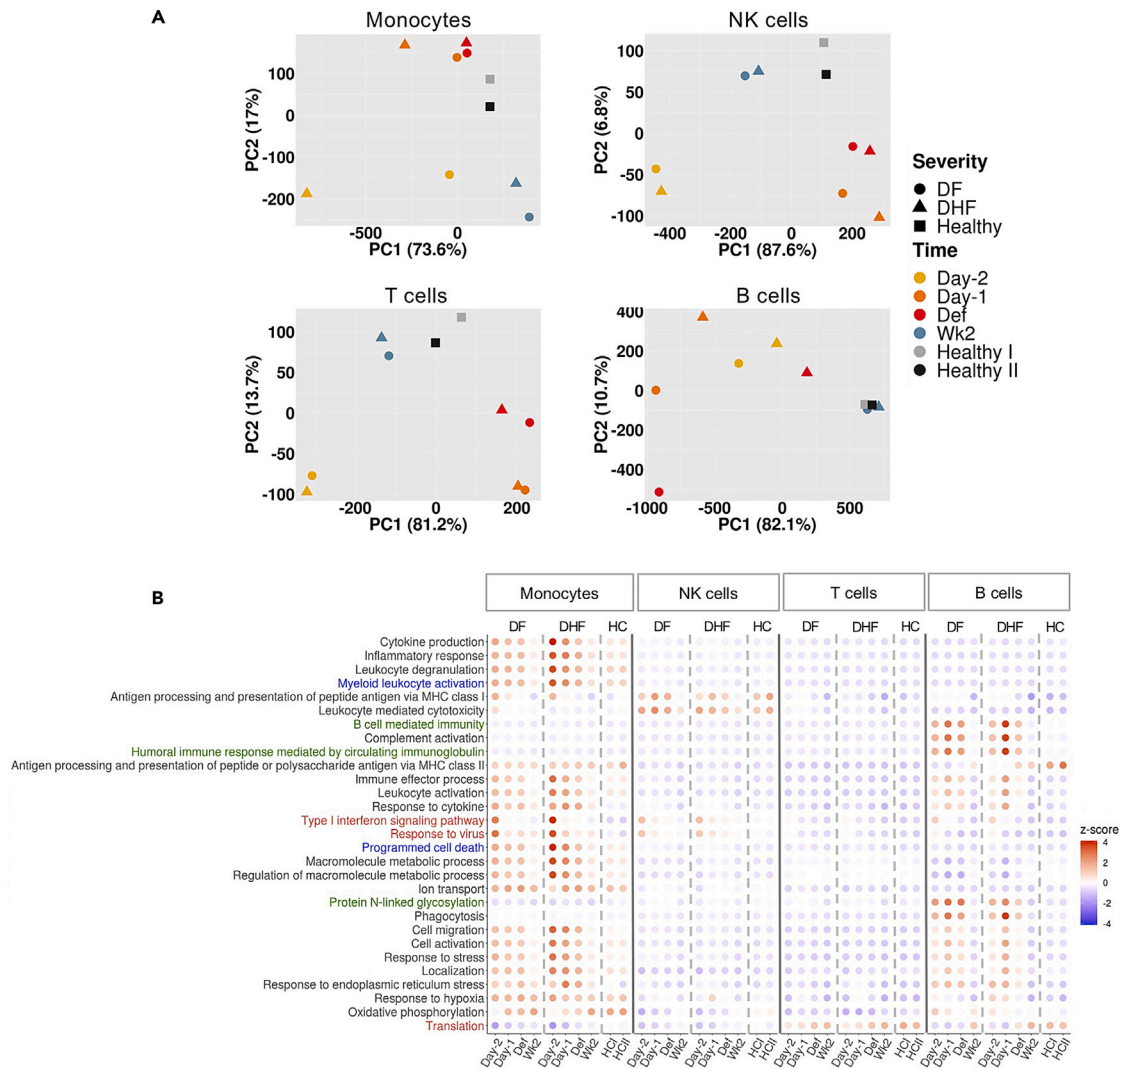 A
Monocytes
100
0
-100
-200
PC2 (17%)
-500
0
PC1 (73.6%)
NK cells
100
50
0
-50
-100
PC2 (6.8%)
-400
-200
0
200
PC1 (87.6%)
T cells
100
50
0
-50
-100
PC2 (13.7%)
-200
0
200
PC1 (81.2%)
B cells
400
200
0
-200
-400
PC2 (10.7%)
-1000
-500
0
500
PC1 (82.1%)
Severity
DF
DHF
Healthy
Time
Day-2
Day-1
Def
Wk2
Healthy I
Healthy II
B
Monocytes
NK cells
T cells
B cells
DF DHF HC DF DHF HC DF DHF HC DF DHF HC
Cytokine production
Inflammatory response
Leukocyte degranulation
Myeloid leukocyte activation
Antigen processing and presentation of peptide antigen via MHC class I
Leukocyte mediated cytotoxicity
B cell mediated immunity
Complement activation
Humoral immune response mediated by circulating immunoglobulin
Antigen processing and presentation of peptide or polysaccharide antigen via MHC class II
Immune effector process
Leukocyte activation
Response to cytokine
Type I interferon signaling pathway
Response to virus
Programmed cell death
Macromolecule metabolic process
Regulation of macromolecule metabolic process
Ion transport
Protein N-linked glycosylation
Phagocytosis
Cell migration
Cell activation
Response to stress
Localization
Response to endoplasmic reticulum stress
Response to hypoxia
Oxidative phosphorylation
Translation
Day-2 Day-1 Def Wk2 Day-2 Day-1 Def Wk2 HCI HCII Day-2 Day-1 Def Wk2 Day-2 Day-1 Def Wk2 HCI HCII Day-2 Day-1 Def Wk2 Day-2 Day-1 Def Wk2 HCI HCII Day-2 Day-1 Def Wk2 Day-2 Day-1 Def Wk2 HCI HCII
z-score
4
2
0
-2
-4